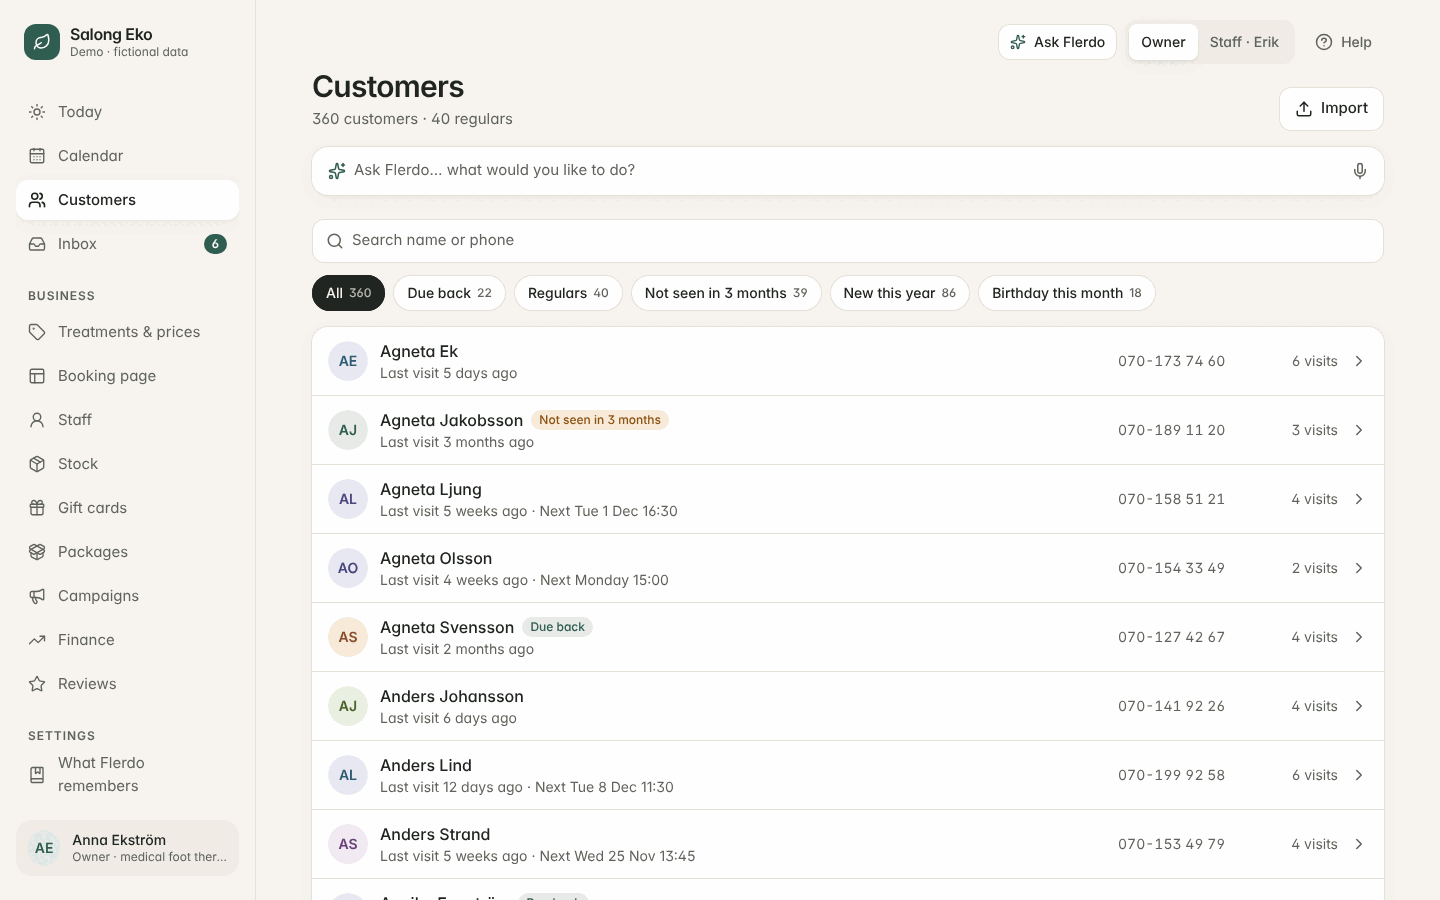 Salong Eko
Demo · fictional data
Today
Calendar
Customers
Inbox 6
BUSINESS
Treatments & prices
Booking page
Staff
Stock
Gift cards
Packages
Campaigns
Finance
Reviews
SETTINGS
What Flerdo
remembers
AE
Anna Ekström
Owner · medical foot ther...
Ask Flerdo
Owner
Staff · Erik
Help
Customers
360 customers · 40 regulars
Import
Ask Flerdo... what would you like to do?
Search name or phone
All 360
Due back 22
Regulars 40
Not seen in 3 months 39
New this year 86
Birthday this month 18
AE
Agneta Ek
Last visit 5 days ago
070-173 74 60
6 visits
AJ
Agneta Jakobsson
Not seen in 3 months
Last visit 3 months ago
070-189 11 20
3 visits
AL
Agneta Ljung
Last visit 5 weeks ago · Next Tue 1 Dec 16:30
070-158 51 21
4 visits
AO
Agneta Olsson
Last visit 4 weeks ago · Next Monday 15:00
070-154 33 49
2 visits
AS
Agneta Svensson
Due back
Last visit 2 months ago
070-127 42 67
4 visits
AJ
Anders Johansson
Last visit 6 days ago
070-141 92 26
4 visits
AL
Anders Lind
Last visit 12 days ago · Next Tue 8 Dec 11:30
070-199 92 58
6 visits
AS
Anders Strand
Last visit 5 weeks ago · Next Wed 25 Nov 13:45
070-153 49 79
4 visits